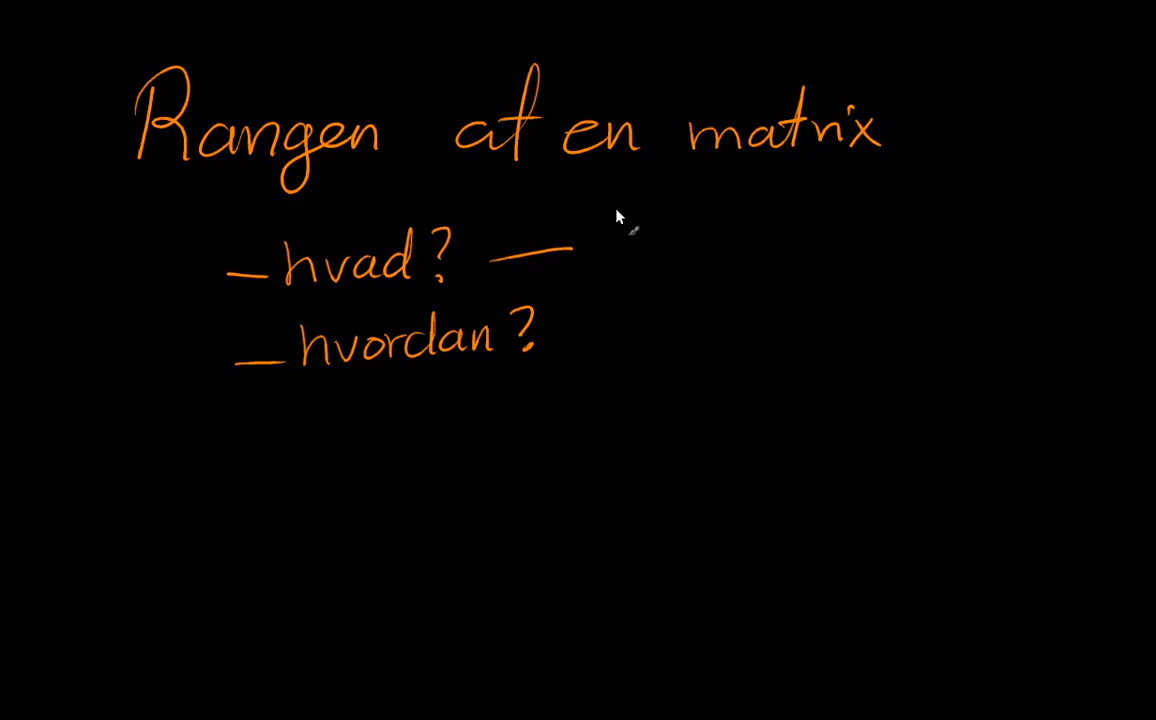 Rangen af en matrix
- hvad? -
- hvordan?